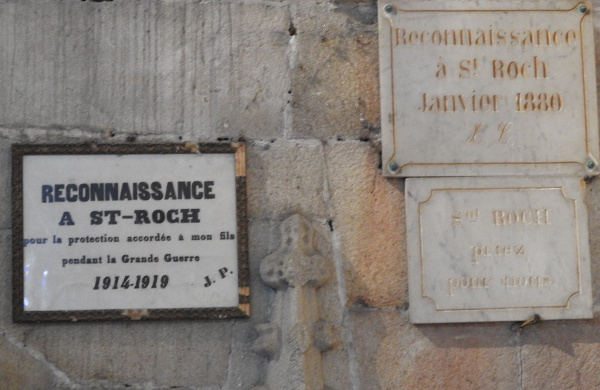 RECONNAISSANCE
A ST-ROCH
pour la protection accordée à mon fils
pendant la Grande Guerre
1914-1919
J. P.
Reconnaissance
à St Roch
Janvier 1880
St ROCH
priez
pour nous